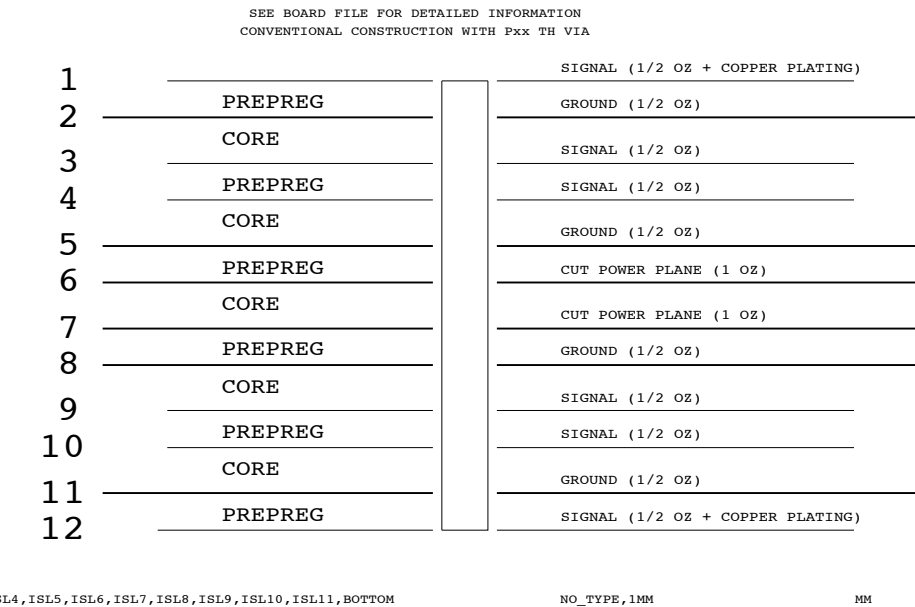 SEE BOARD FILE FOR DETAILED INFORMATION
CONVENTIONAL CONSTRUCTION WITH Pxx TH VIA
1 SIGNAL (1/2 OZ + COPPER PLATING)
PREPREG
2 GROUND (1/2 OZ)
CORE
3 SIGNAL (1/2 OZ)
PREPREG
4 SIGNAL (1/2 OZ)
CORE
5 GROUND (1/2 OZ)
PREPREG
6 CUT POWER PLANE (1 OZ)
CORE
7 CUT POWER PLANE (1 OZ)
PREPREG
8 GROUND (1/2 OZ)
CORE
9 SIGNAL (1/2 OZ)
PREPREG
10 SIGNAL (1/2 OZ)
CORE
11 GROUND (1/2 OZ)
PREPREG
12 SIGNAL (1/2 OZ + COPPER PLATING)
SL4,ISL5,ISL6,ISL7,ISL8,ISL9,ISL10,ISL11,BOTTOM NO_TYPE,1MM MM